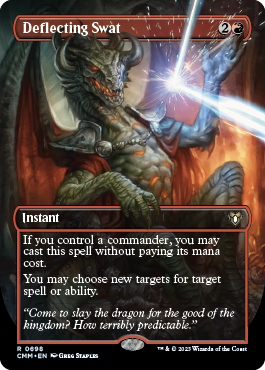 Deflecting Swat 2
Instant
If you control a commander, you may
cast this spell without paying its mana
cost.
You may choose new targets for target
spell or ability.
“Come to slay the dragon for the good of the
kingdom? How terribly predictable.”
R 0698
CMM • EN Greg Staples
™ & © 2023 Wizards of the Coast